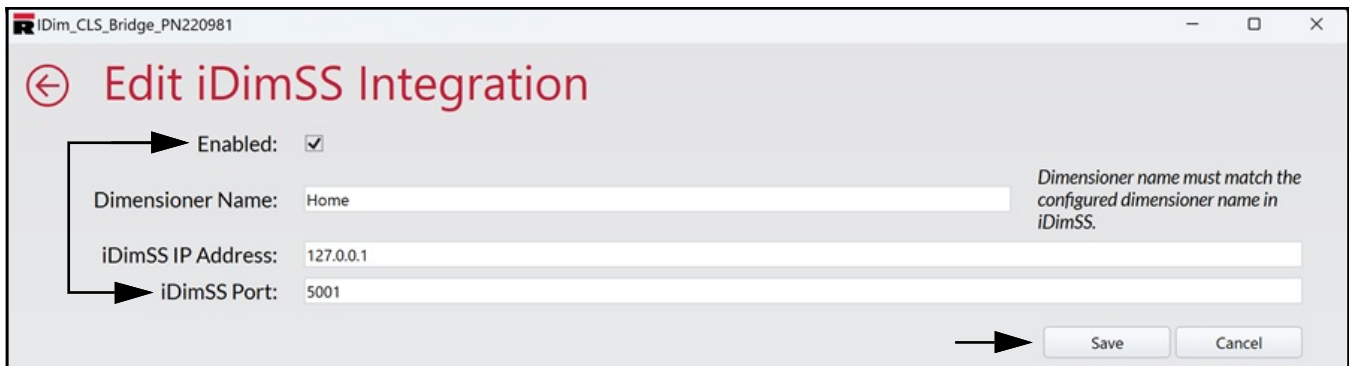 IDim_CLS_Bridge_PN220981
Edit iDimSS Integration
Enabled:
Dimensioner Name: Home
Dimensioner name must match the
configured dimensioner name in
iDimSS.
iDimSS IP Address: 127.0.0.1
iDimSS Port: 5001
Save Cancel